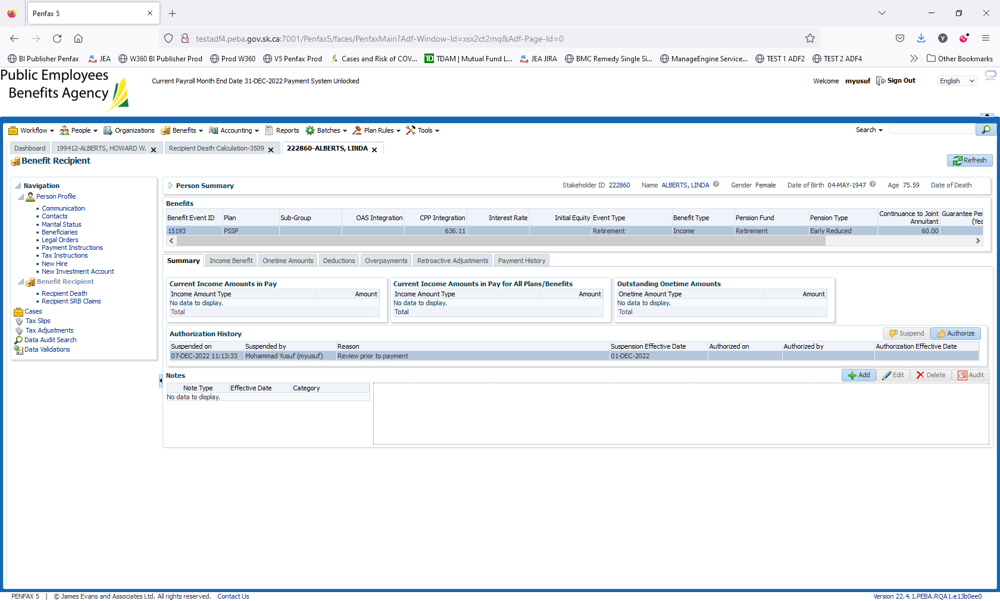 Penfax 5
testadf4.peba.gov.sk.ca:7001/Penfax5/faces/PenfaxMain?Adf-Window-Id=xsx2ct2mq&Adf-Page-Id=0
BI Publisher Penfax JEA W360 BI Publisher Prod Prod W360 V5 Penfax Prod Cases and Risk of COV... TDAM | Mutual Fund L... JEA JIRA BMC Remedy Single Si... ManageEngine Service... TEST 1 ADF2 TEST 2 ADF4 Other Bookmarks
Public Employees
Benefits Agency
Current Payroll Month End Date 31-DEC-2022 Payment System Unlocked
Welcome myusuf Sign Out English
Workflow People Organizations Benefits Accounting Reports Batches Plan Rules Tools Search
Dashboard 199412-ALBERTS, HOWARD W. Recipient Death Calculation-3509 222860-ALBERTS, LINDA
Benefit Recipient
Refresh
Navigation
Person Profile
Communication
Contacts
Marital Status
Beneficiaries
Legal Orders
Payment Instructions
Tax Instructions
New Hire
New Investment Account
Benefit Recipient
Recipient Death
Recipient SRB Claims
Cases
Tax Slips
Tax Adjustments
Data Audit Search
Data Validations
Person Summary Stakeholder ID 222860 Name ALBERTS, LINDA Gender Female Date of Birth 04-MAY-1947 Age 75.59 Date of Death
Benefits
Benefit Event ID Plan Sub-Group OAS Integration CPP Integration Interest Rate Initial Equity Event Type Benefit Type Pension Fund Pension Type Continuance to Joint Annuitant Guarantee Per (Yea
15193 PSSP 636.11 Retirement Income Retirement Early Reduced 60.00
Summary Income Benefit Onetime Amounts Deductions Overpayments Retroactive Adjustments Payment History
Current Income Amounts in Pay
Income Amount Type Amount
No data to display.
Total
Current Income Amounts in Pay for All Plans/Benefits
Income Amount Type Amount
No data to display.
Total
Outstanding Onetime Amounts
Onetime Amount Type Amount
No data to display.
Total
Authorization History
Suspend Authorize
Suspended on Suspended by Reason Suspension Effective Date Authorized on Authorized by Authorization Effective Date
07-DEC-2022 11:13:33 Mohammad Yusuf (myusuf) Review prior to payment 01-DEC-2022
Notes
Add Edit Delete Audit
Note Type Effective Date Category
No data to display.
PENFAX 5 | © James Evans and Associates Ltd. All rights reserved. Contact Us
Version 22.4.1.PEBA.RQA1.e13b0ee0